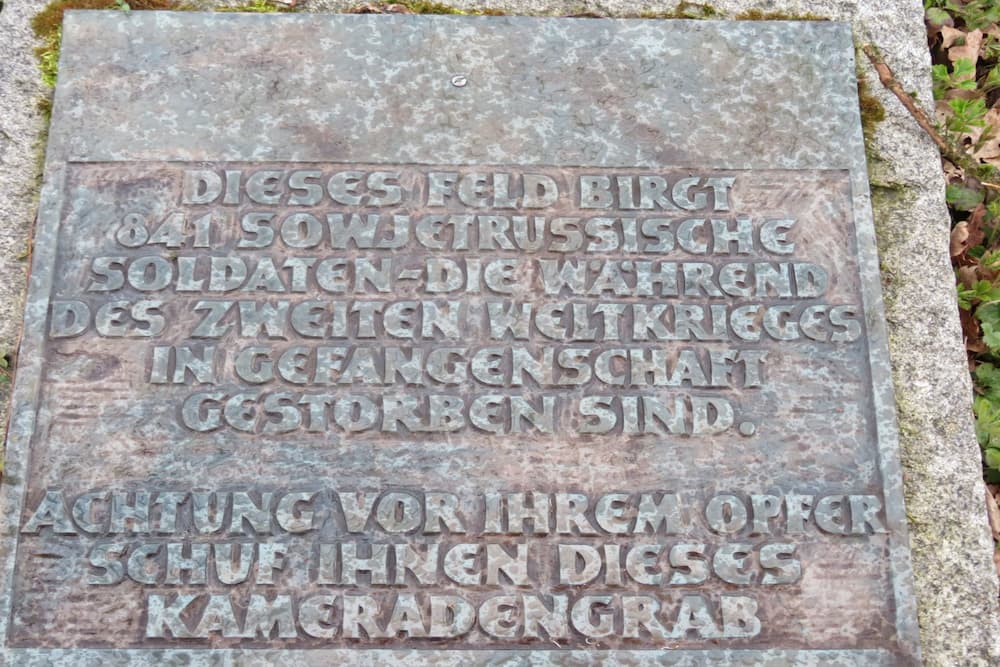 DIESES FELD BIRGT
841 SOWJETRUSSISCHE
SOLDATEN-DIE WÄHREND
DES ZWEITEN WELTKRIEGES
IN GEFANGENSCHAFT
GESTORBEN SIND.
ACHTUNG VOR IHREM OPFER
SCHUF IHNEN DIESES
KAMERADENGRAB